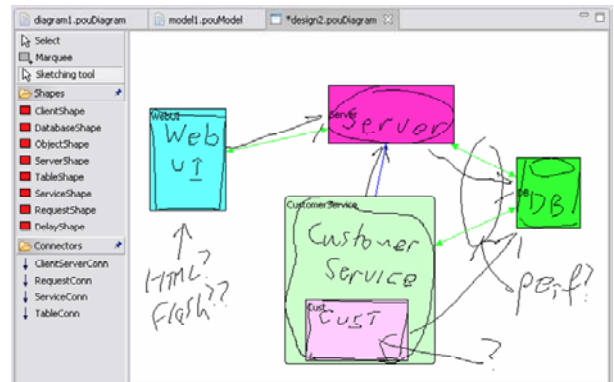 diagram1.pouDiagram
model1.pouModel
*design2.pouDiagram
Select
Marquee
Sketching tool
Shapes
ClientShape
DatabaseShape
ObjectShape
ServerShape
TableShape
ServiceShape
RequestShape
DelayShape
Connectors
ClientServerConn
RequestConn
ServiceConn
TableConn
WebUI
Web
UI
Server
Server
DB
DB
CustomerService
Customer
Service
Cust
Cust
HTML?
Flash??
perf?
?